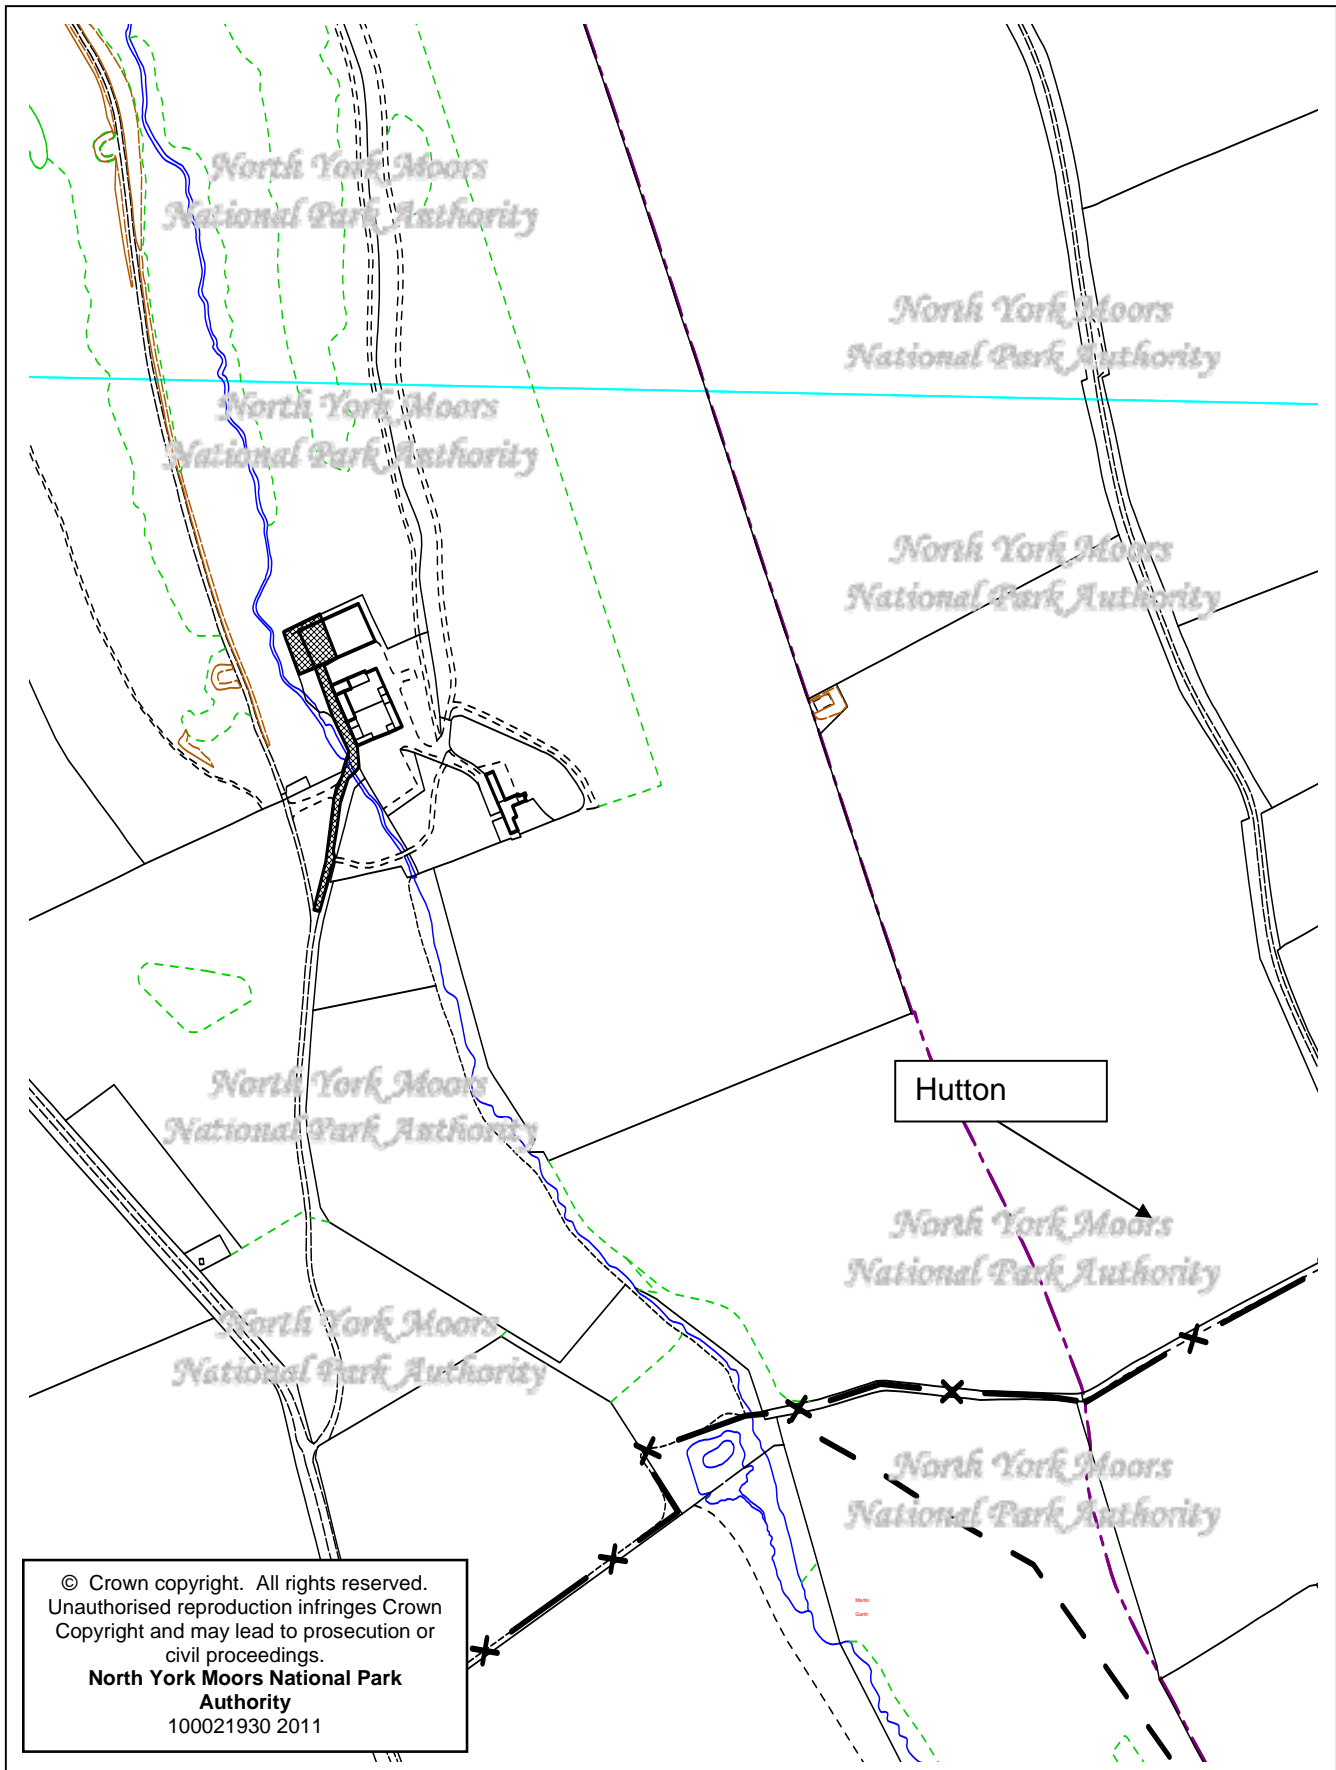 North York Moors
National Park Authority
North York Moors
National Park Authority
North York Moors
National Park Authority
North York Moors
National Park Authority
Hutton
North York Moors
National Park Authority
North York Moors
National Park Authority
North York Moors
National Park Authority
North York Moors
National Park Authority
Martin
Garth
© Crown copyright. All rights reserved.
Unauthorised reproduction infringes Crown
Copyright and may lead to prosecution or
civil proceedings.
North York Moors National Park
Authority
100021930 2011